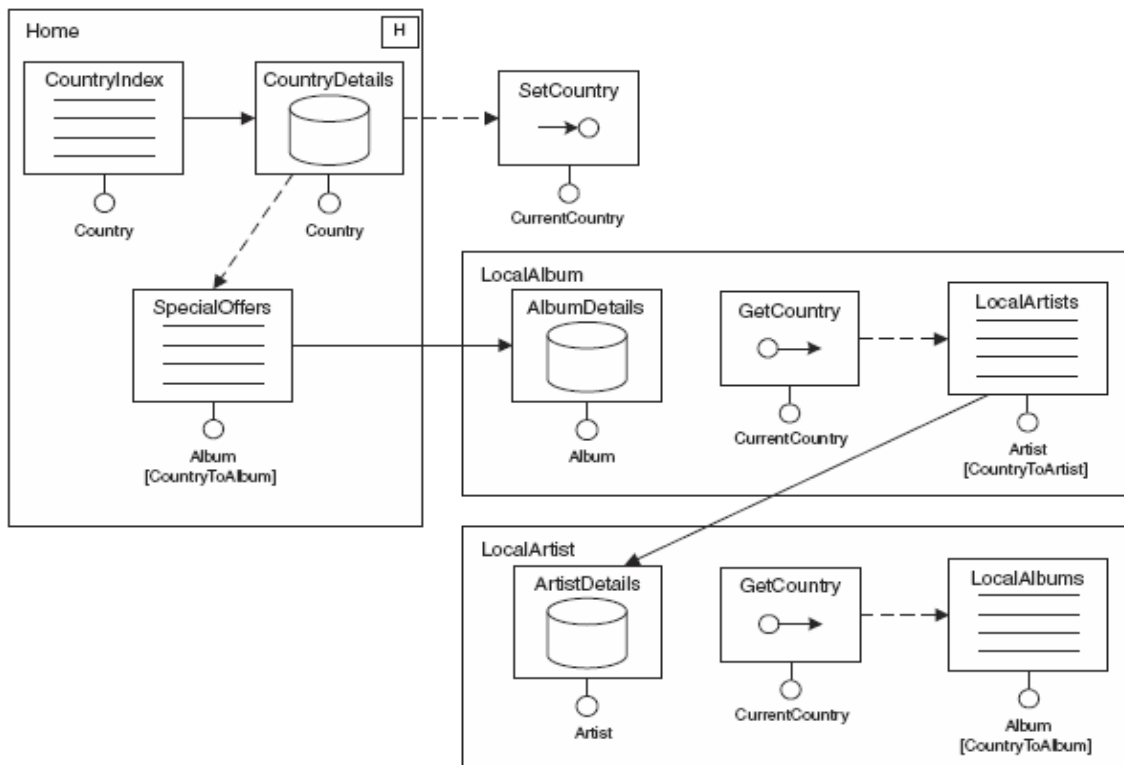 Home
H
CountryIndex
CountryDetails
SetCountry
Country
Country
CurrentCountry
SpecialOffers
Album
[CountryToAlbum]
LocalAlbum
AlbumDetails
GetCountry
LocalArtists
Album
CurrentCountry
Artist
[CountryToArtist]
LocalArtist
ArtistDetails
GetCountry
LocalAlbums
Artist
CurrentCountry
Album
[CountryToAlbum]